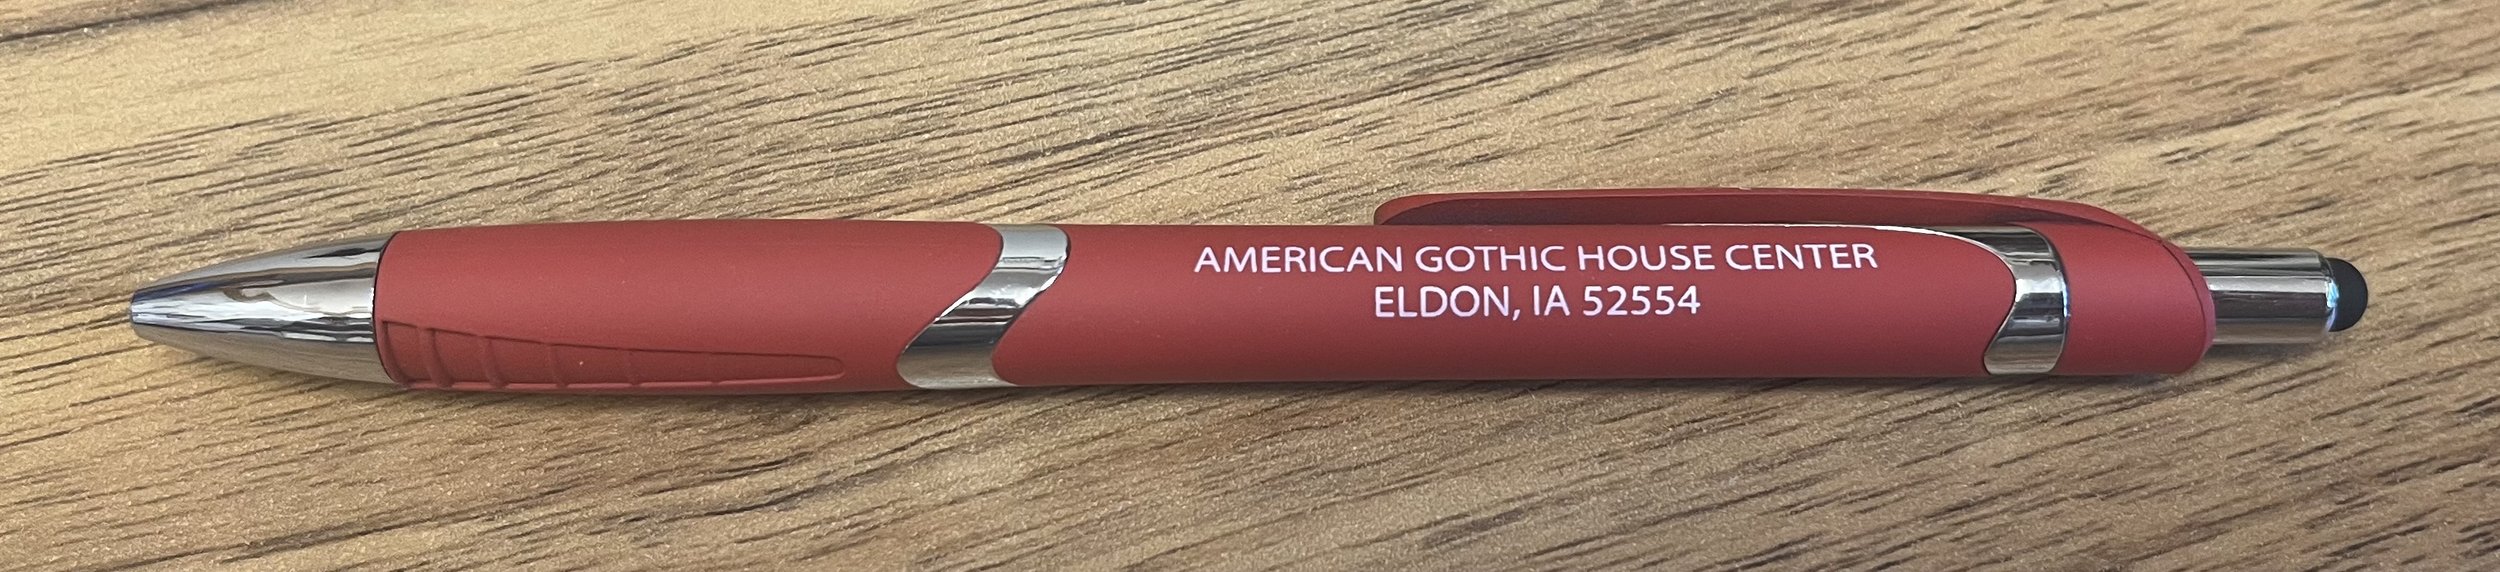 AMERICAN GOTHIC HOUSE CENTER
ELDON, IA 52554